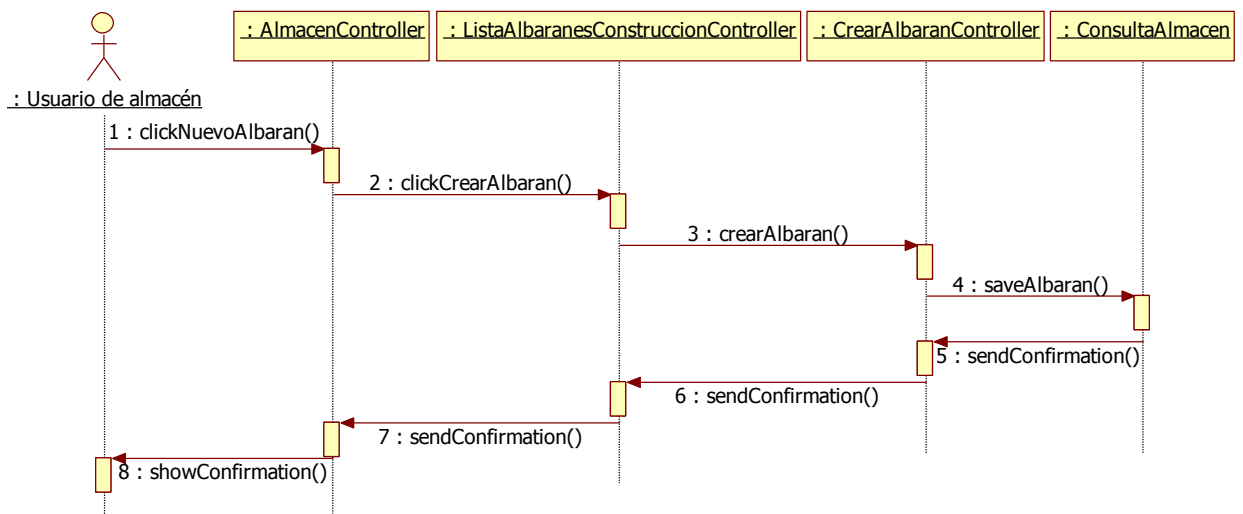 : AlmacenController
: ListaAlbaranesConstruccionController
: CrearAlbaranController
: ConsultaAlmacen
: Usuario de almacén
1 : clickNuevoAlbaran()
2 : clickCrearAlbaran()
3 : crearAlbaran()
4 : saveAlbaran()
5 : sendConfirmation()
6 : sendConfirmation()
7 : sendConfirmation()
8 : showConfirmation()